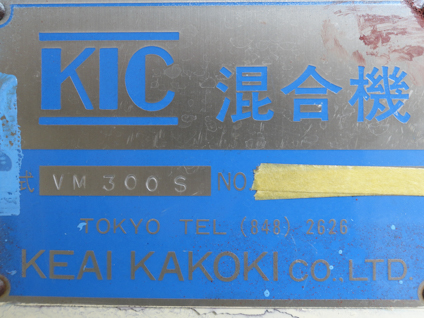 KIC 混合機
式 VM 300 S NO.
TOKYO TEL (848) 2626
KEAI KAKOKI CO.,LTD